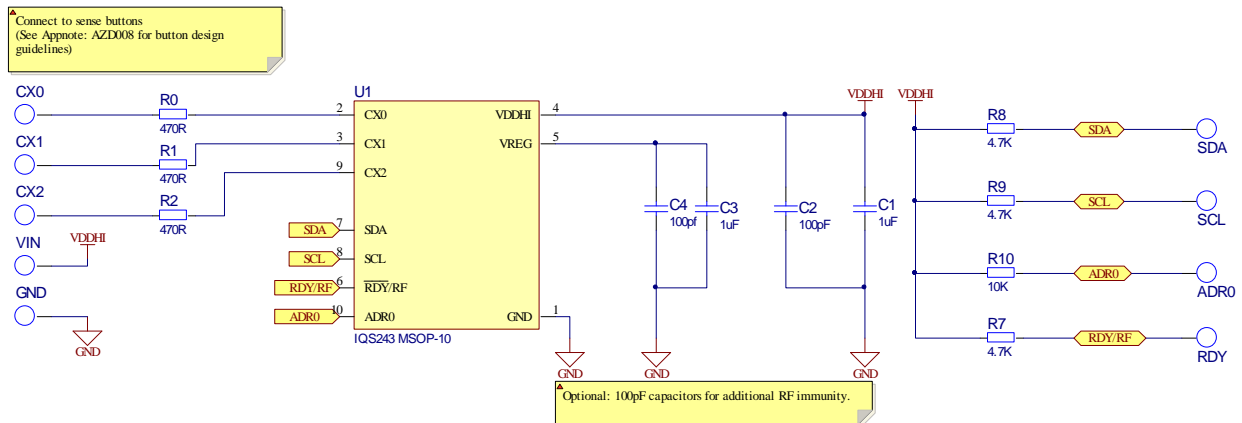 Connect to sense buttons
(See Appnote: AZD008 for button design
guidelines)
CX0
R0
470R
CX1
R1
470R
CX2
R2
470R
VIN
VDDHI
GND
GND
U1
2 CX0
3 CX1
9 CX2
SDA 7 SDA
SCL 8 SCL
RDY/RF 6 RDY/RF
ADR0 10 ADR0
VDDHI 4
VREG 5
GND 1
IQS243 MSOP-10
GND
C4
100pf
C3
1uF
GND
C2
100pF
VDDHI
C1
1uF
GND
Optional: 100pF capacitors for additional RF immunity.
VDDHI
R8
4.7K
SDA
SDA
R9
4.7K
SCL
SCL
R10
10K
ADR0
ADR0
R7
4.7K
RDY/RF
RDY